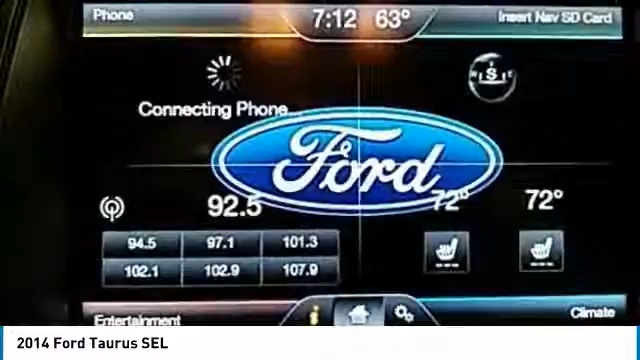 Phone
7:12 63°
Insert Nav SD Card
S
Connecting Phone...
Ford
92.5
72° 72°
94.5 97.1 101.3
102.1 102.9 107.9
Entertainment
i
Climate
2014 Ford Taurus SEL